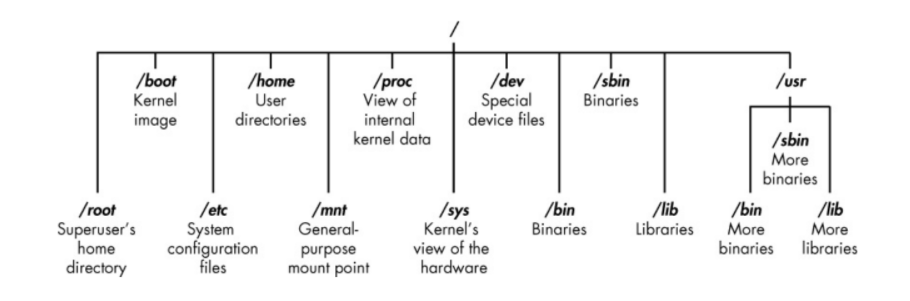 /
/boot
Kernel
image
/home
User
directories
/proc
View of
internal
kernel data
/dev
Special
device files
/sbin
Binaries
/usr
/sbin
More
binaries
/root
Superuser's
home
directory
/etc
System
configuration
files
/mnt
General-
purpose
mount point
/sys
Kernel's
view of the
hardware
/bin
Binaries
/lib
Libraries
/bin
More
binaries
/lib
More
libraries